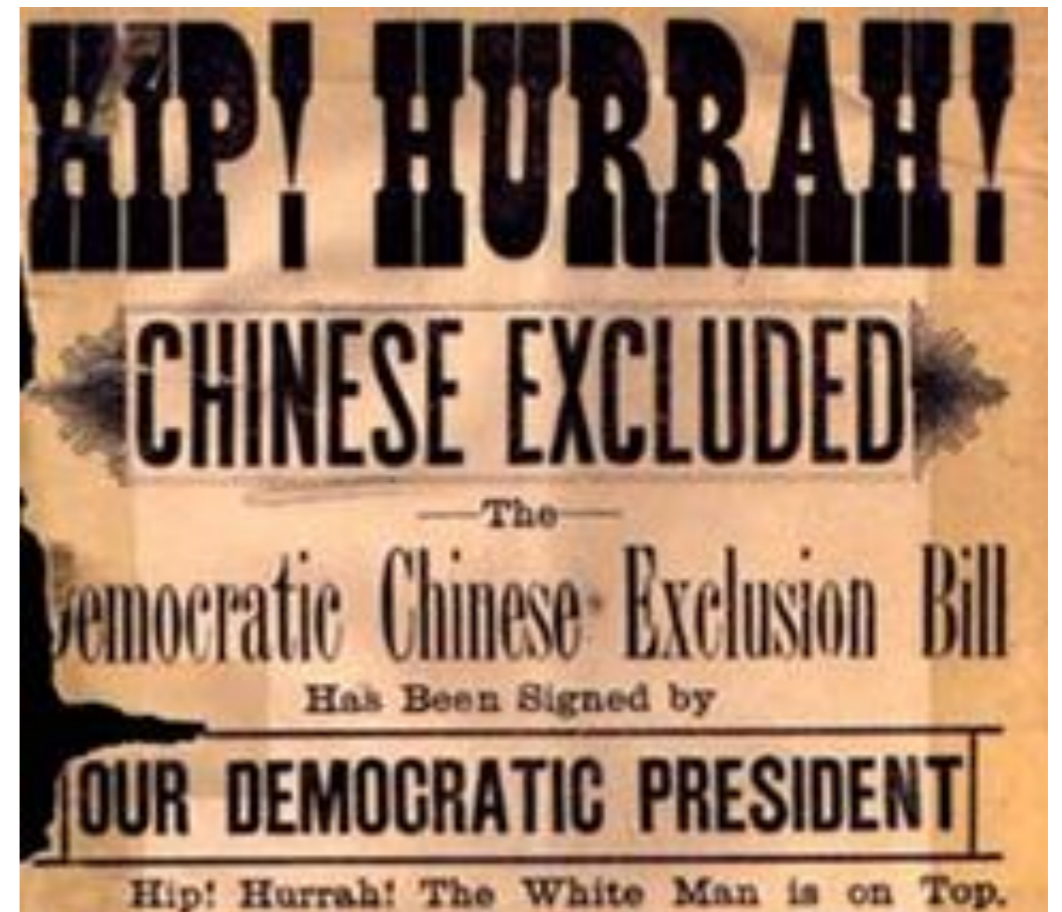 HIP! HURRAH!
CHINESE EXCLUDED
The
Democratic Chinese Exclusion Bill
Has Been Signed by
OUR DEMOCRATIC PRESIDENT
Hip! Hurrah! The White Man is on Top.